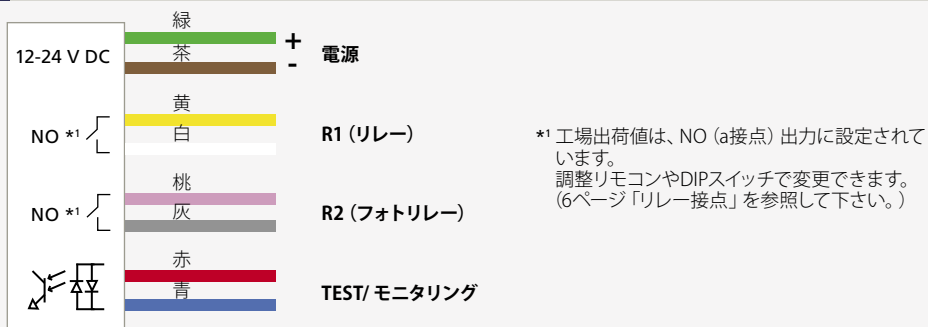 緑
12-24 V DC
+
茶
-
電源
黄
NO *1
白
R1（リレー）
*1 工場出荷値は、NO（a接点）出力に設定されて
います。
調整リモコンやDIPスイッチで変更できます。
（6ページ「リレー接点」を参照して下さい。）
桃
NO *1
灰
R2（フォトリレー）
赤
青
TEST/ モニタリング